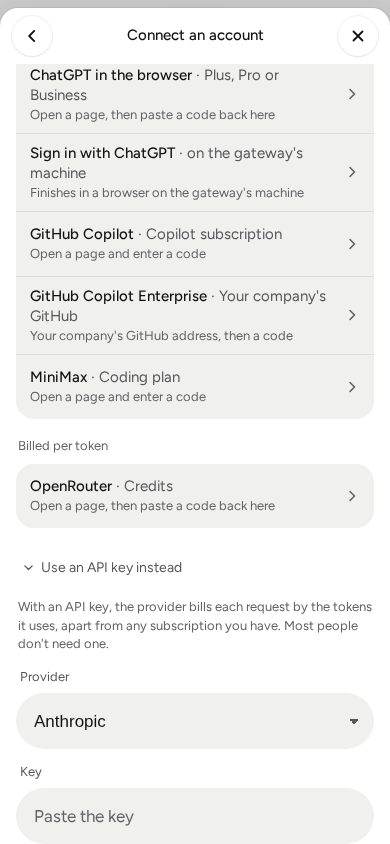 Connect an account
ChatGPT in the browser · Plus, Pro or
Business
Open a page, then paste a code back here
Sign in with ChatGPT · on the gateway's
machine
Finishes in a browser on the gateway's machine
GitHub Copilot · Copilot subscription
Open a page and enter a code
GitHub Copilot Enterprise · Your company's
GitHub
Your company's GitHub address, then a code
MiniMax · Coding plan
Open a page and enter a code
Billed per token
OpenRouter · Credits
Open a page, then paste a code back here
Use an API key instead
With an API key, the provider bills each request by the tokens
it uses, apart from any subscription you have. Most people
don't need one.
Provider
Anthropic
Key
Paste the key